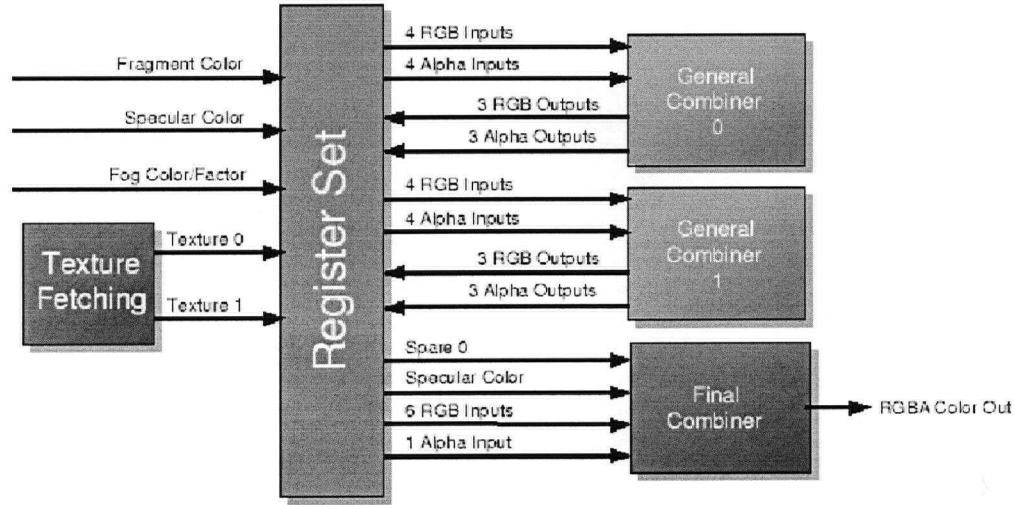 Fragment Color
Specular Color
Fog Color/Factor
Texture
Fetching
Texture 0
Texture 1
Register Set
4 RGB Inputs
4 Alpha Inputs
3 RGB Outputs
3 Alpha Outputs
General
Combiner
0
4 RGB Inputs
4 Alpha Inputs
3 RGB Outputs
3 Alpha Outputs
General
Combiner
1
Spare 0
Specular Color
6 RGB Inputs
1 Alpha Input
Final
Combiner
RGBA Color Out